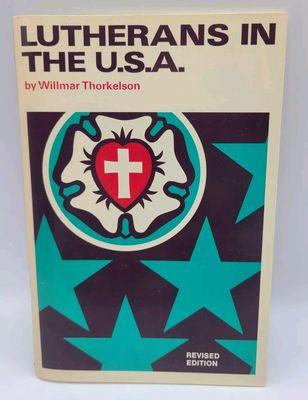 LUTHERANS IN
THE U.S.A.
by Willmar Thorkelson
REVISED
EDITION